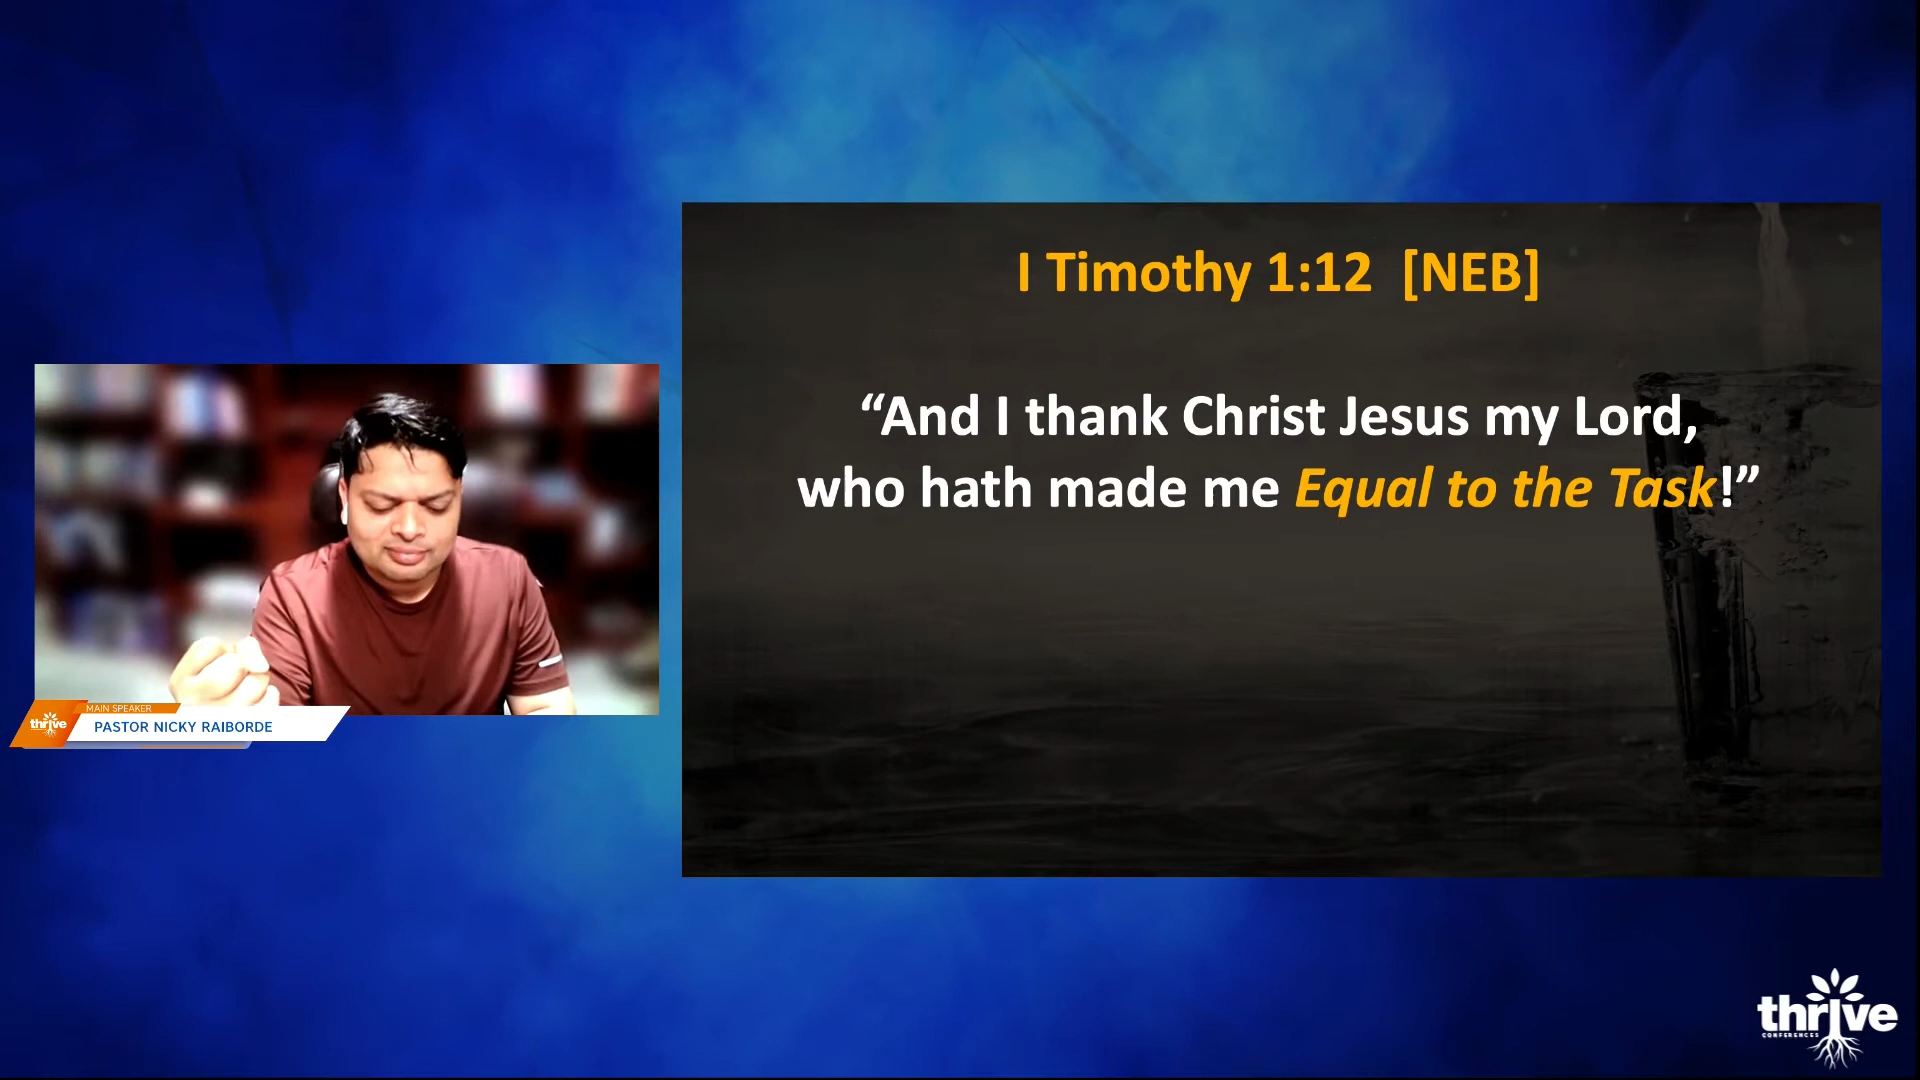 I Timothy 1:12 [NEB]
“And I thank Christ Jesus my Lord,
who hath made me Equal to the Task!”
thrive
MAIN SPEAKER
PASTOR NICKY RAIBORDE
thrive
CONFERENCES